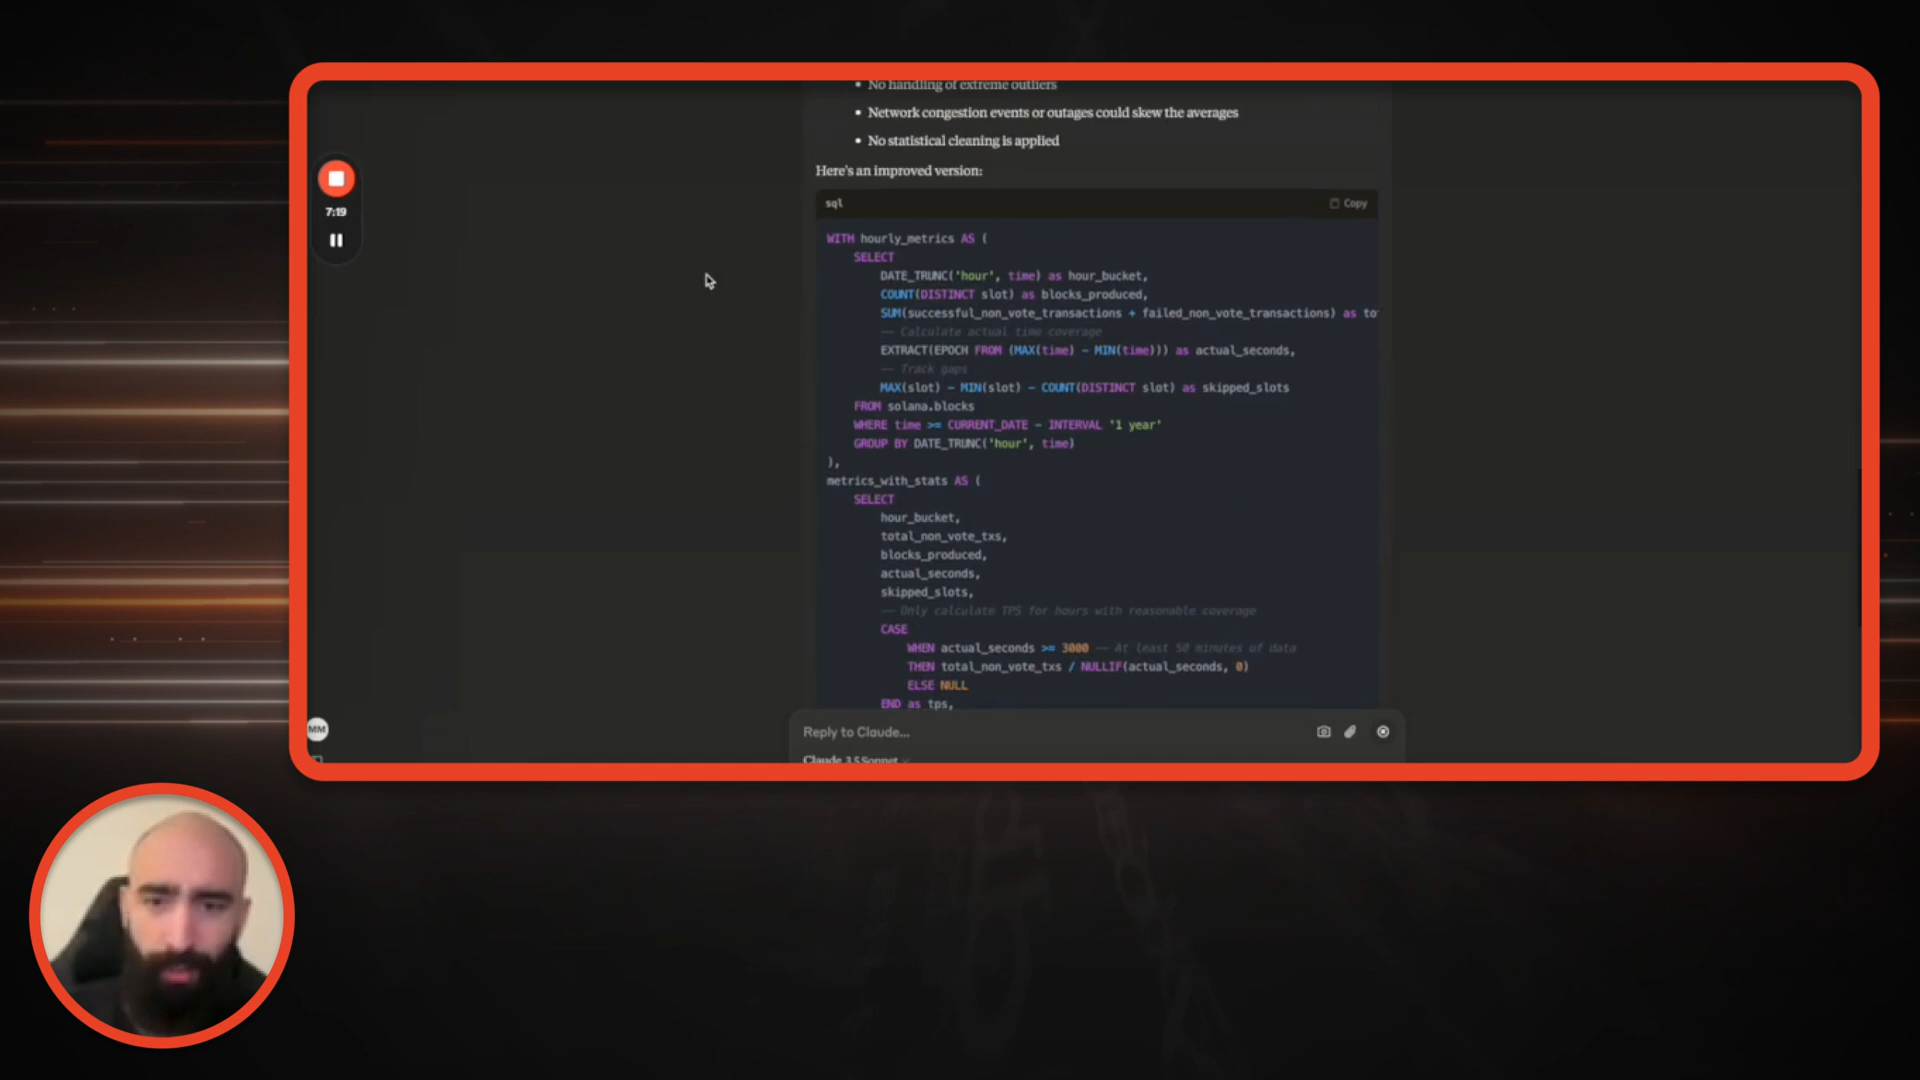 • No handling of extreme outliers
• Network congestion events or outages could skew the averages
• No statistical cleaning is applied
Here's an improved version:
sql
Copy
WITH hourly_metrics AS (
SELECT
DATE_TRUNC('hour', time) as hour_bucket,
COUNT(DISTINCT slot) as blocks_produced,
SUM(successful_non_vote_transactions + failed_non_vote_transactions) as to
-- Calculate actual time coverage
EXTRACT(EPOCH FROM (MAX(time) - MIN(time))) as actual_seconds,
-- Track gaps
MAX(slot) - MIN(slot) - COUNT(DISTINCT slot) as skipped_slots
FROM solana.blocks
WHERE time >= CURRENT_DATE - INTERVAL '1 year'
GROUP BY DATE_TRUNC('hour', time)
),
metrics_with_stats AS (
SELECT
hour_bucket,
total_non_vote_txs,
blocks_produced,
actual_seconds,
skipped_slots,
-- Only calculate TPS for hours with reasonable coverage
CASE
WHEN actual_seconds >= 3000 -- At least 50 minutes of data
THEN total_non_vote_txs / NULLIF(actual_seconds, 0)
ELSE NULL
END as tps,
7:19
MM
Reply to Claude...
Claude 3.5 Sonnet